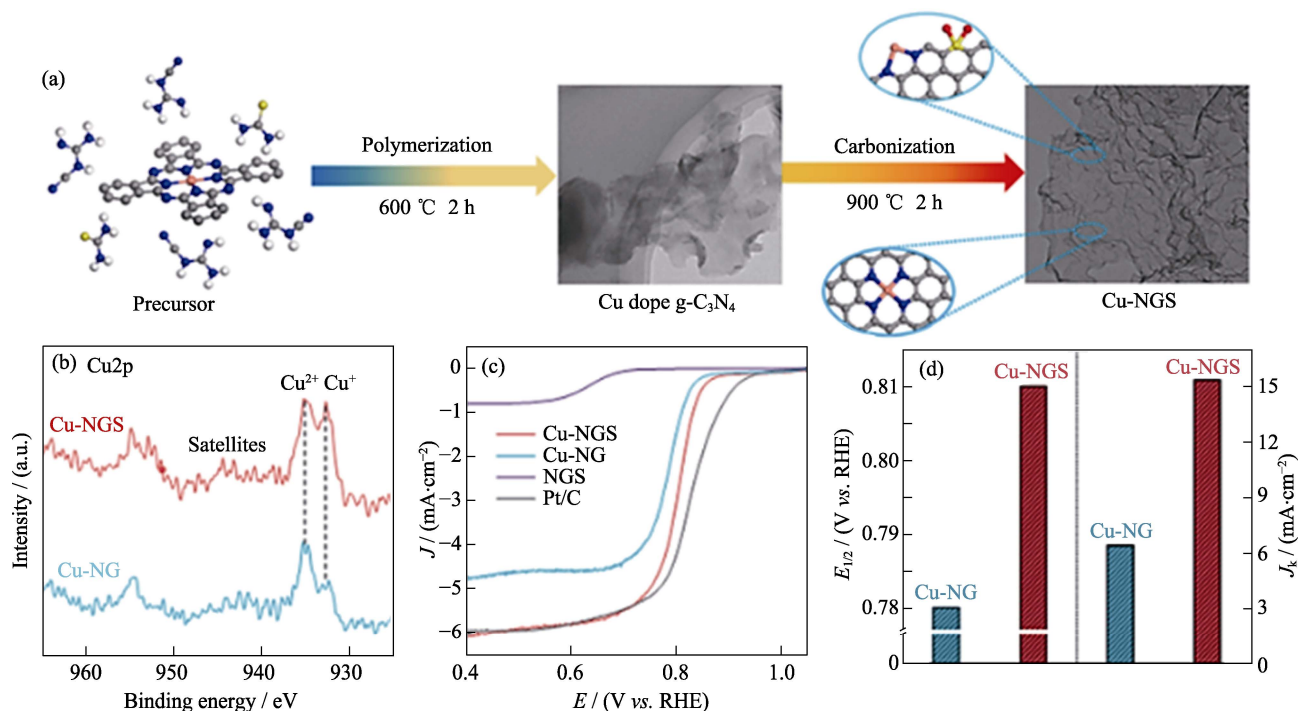 (a)
Polymerization
600 ℃ 2 h
Carbonization
900 ℃ 2 h
Precursor
Cu dope g-C₃N₄
Cu-NGS
(b)
Cu2p
Cu²⁺ Cu⁺
Cu-NGS
Satellites
Cu-NG
Intensity / (a.u.)
960 950 940 930
Binding energy / eV
(c)
0
−1
−2
−3
−4
−5
−6
J / (mA·cm⁻²)
Cu-NGS
Cu-NG
NGS
Pt/C
0.4 0.6 0.8 1.0
E / (V vs. RHE)
(d)
0.81
0.80
0.79
0.78
0
E₁/₂ / (V vs. RHE)
Cu-NG
Cu-NGS
Cu-NG
Cu-NGS
15
12
9
6
3
0
Jₖ / (mA·cm⁻²)